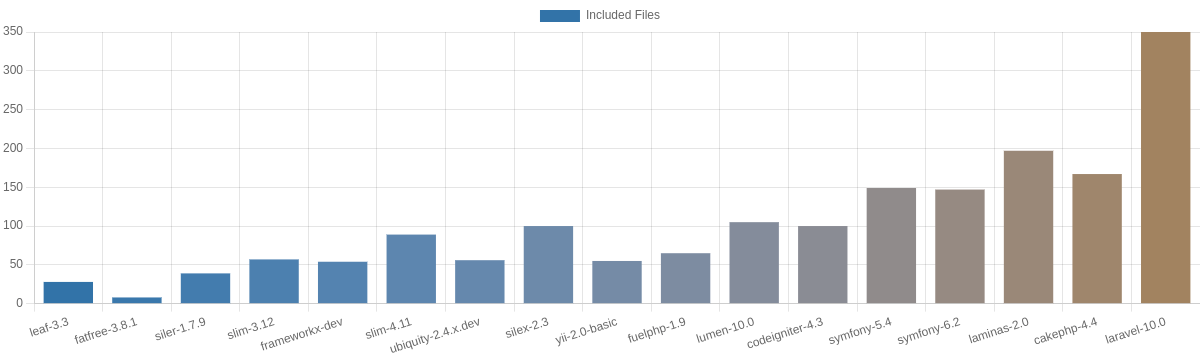 Included Files
350
300
250
200
150
100
50
0
leaf-3.3
fatfree-3.8.1
siler-1.7.9
slim-3.12
frameworkx-dev
slim-4.11
ubiquity-2.4.x.dev
silex-2.3
yii-2.0-basic
fuelphp-1.9
lumen-10.0
codeigniter-4.3
symfony-5.4
symfony-6.2
laminas-2.0
cakephp-4.4
laravel-10.0